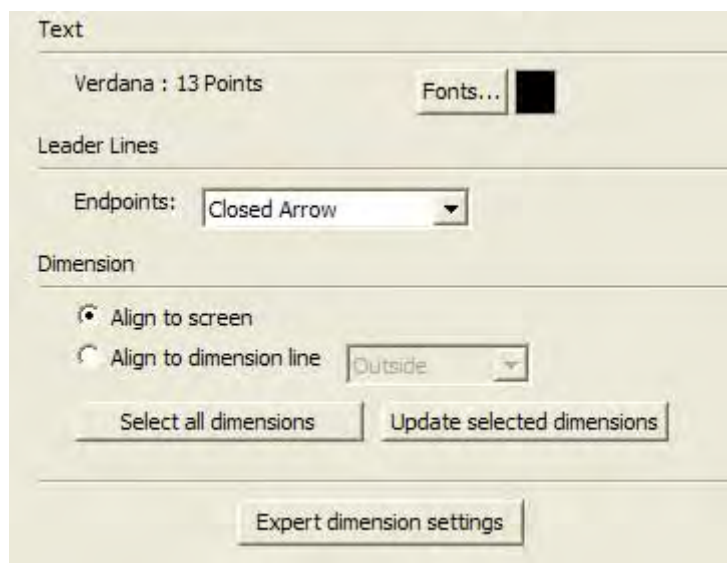 Text
Verdana : 13 Points Fonts...
Leader Lines
Endpoints: Closed Arrow
Dimension
Align to screen
Align to dimension line Outside
Select all dimensions Update selected dimensions
Expert dimension settings